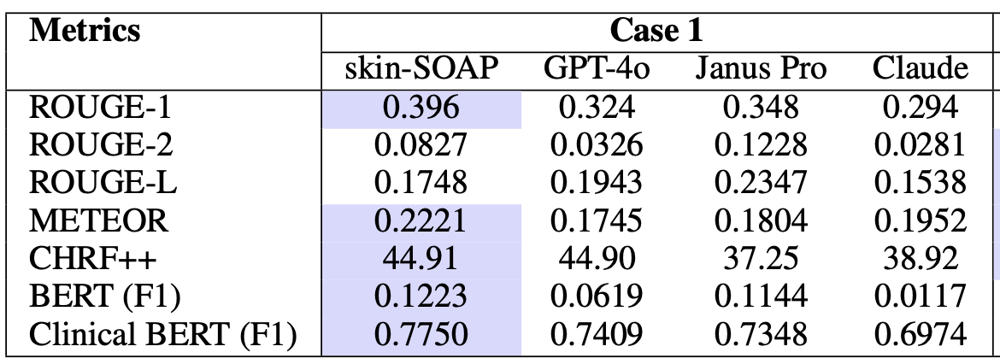 Metrics Case 1
skin-SOAP GPT-4o Janus Pro Claude
ROUGE-1 0.396 0.324 0.348 0.294
ROUGE-2 0.0827 0.0326 0.1228 0.0281
ROUGE-L 0.1748 0.1943 0.2347 0.1538
METEOR 0.2221 0.1745 0.1804 0.1952
CHRF++ 44.91 44.90 37.25 38.92
BERT (F1) 0.1223 0.0619 0.1144 0.0117
Clinical BERT (F1) 0.7750 0.7409 0.7348 0.6974